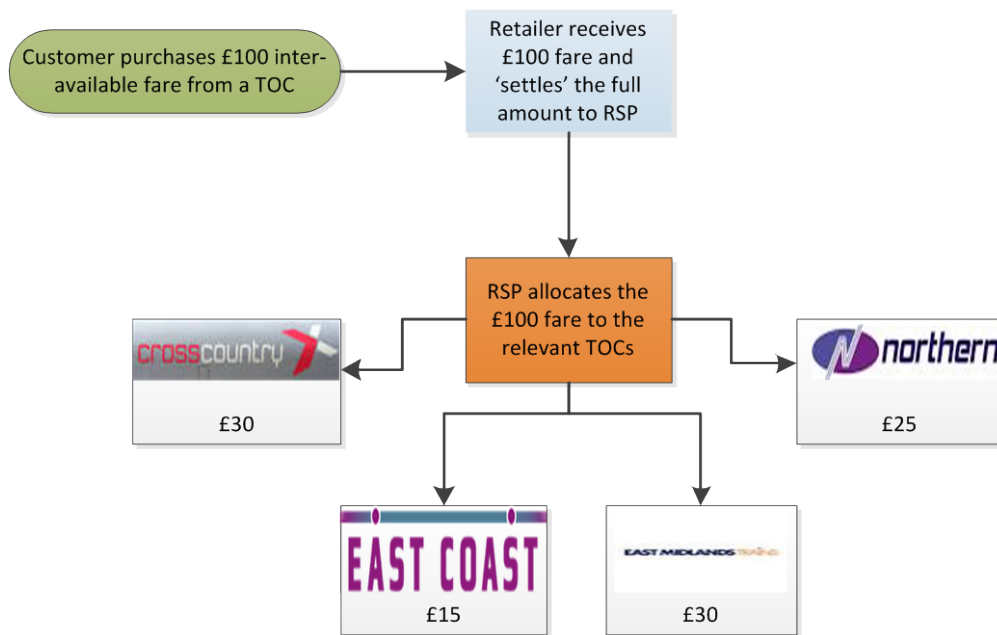 Customer purchases £100 inter-
available fare from a TOC
Retailer receives
£100 fare and
‘settles’ the full
amount to RSP
RSP allocates the
£100 fare to the
relevant TOCs
crosscountry
£30
northern
£25
EAST COAST
£15
EAST MIDLANDS TRAINS
£30